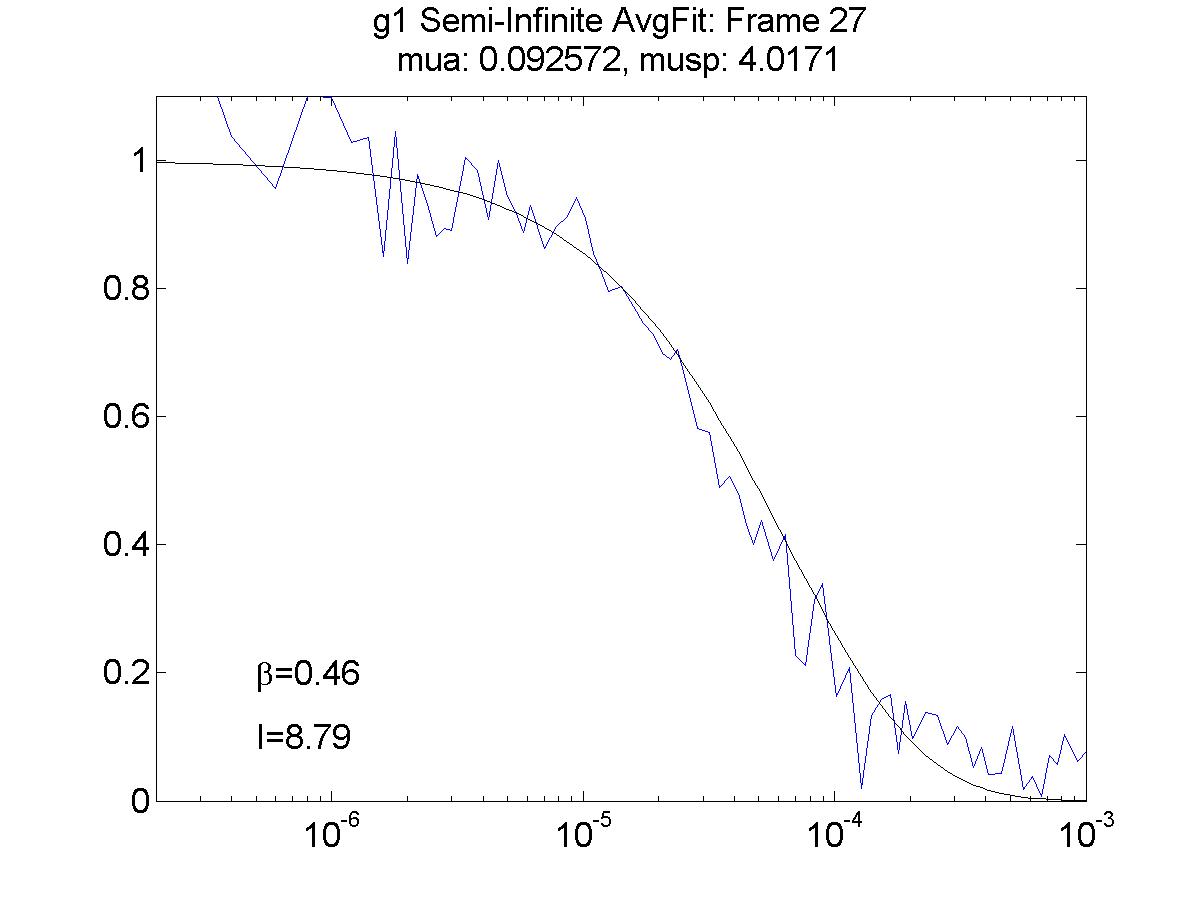 g1 Semi-Infinite AvgFit: Frame 27
mua: 0.092572, musp: 4.0171
1
0.8
0.6
0.4
0.2
0
β=0.46
I=8.79
10^-6
10^-5
10^-4
10^-3